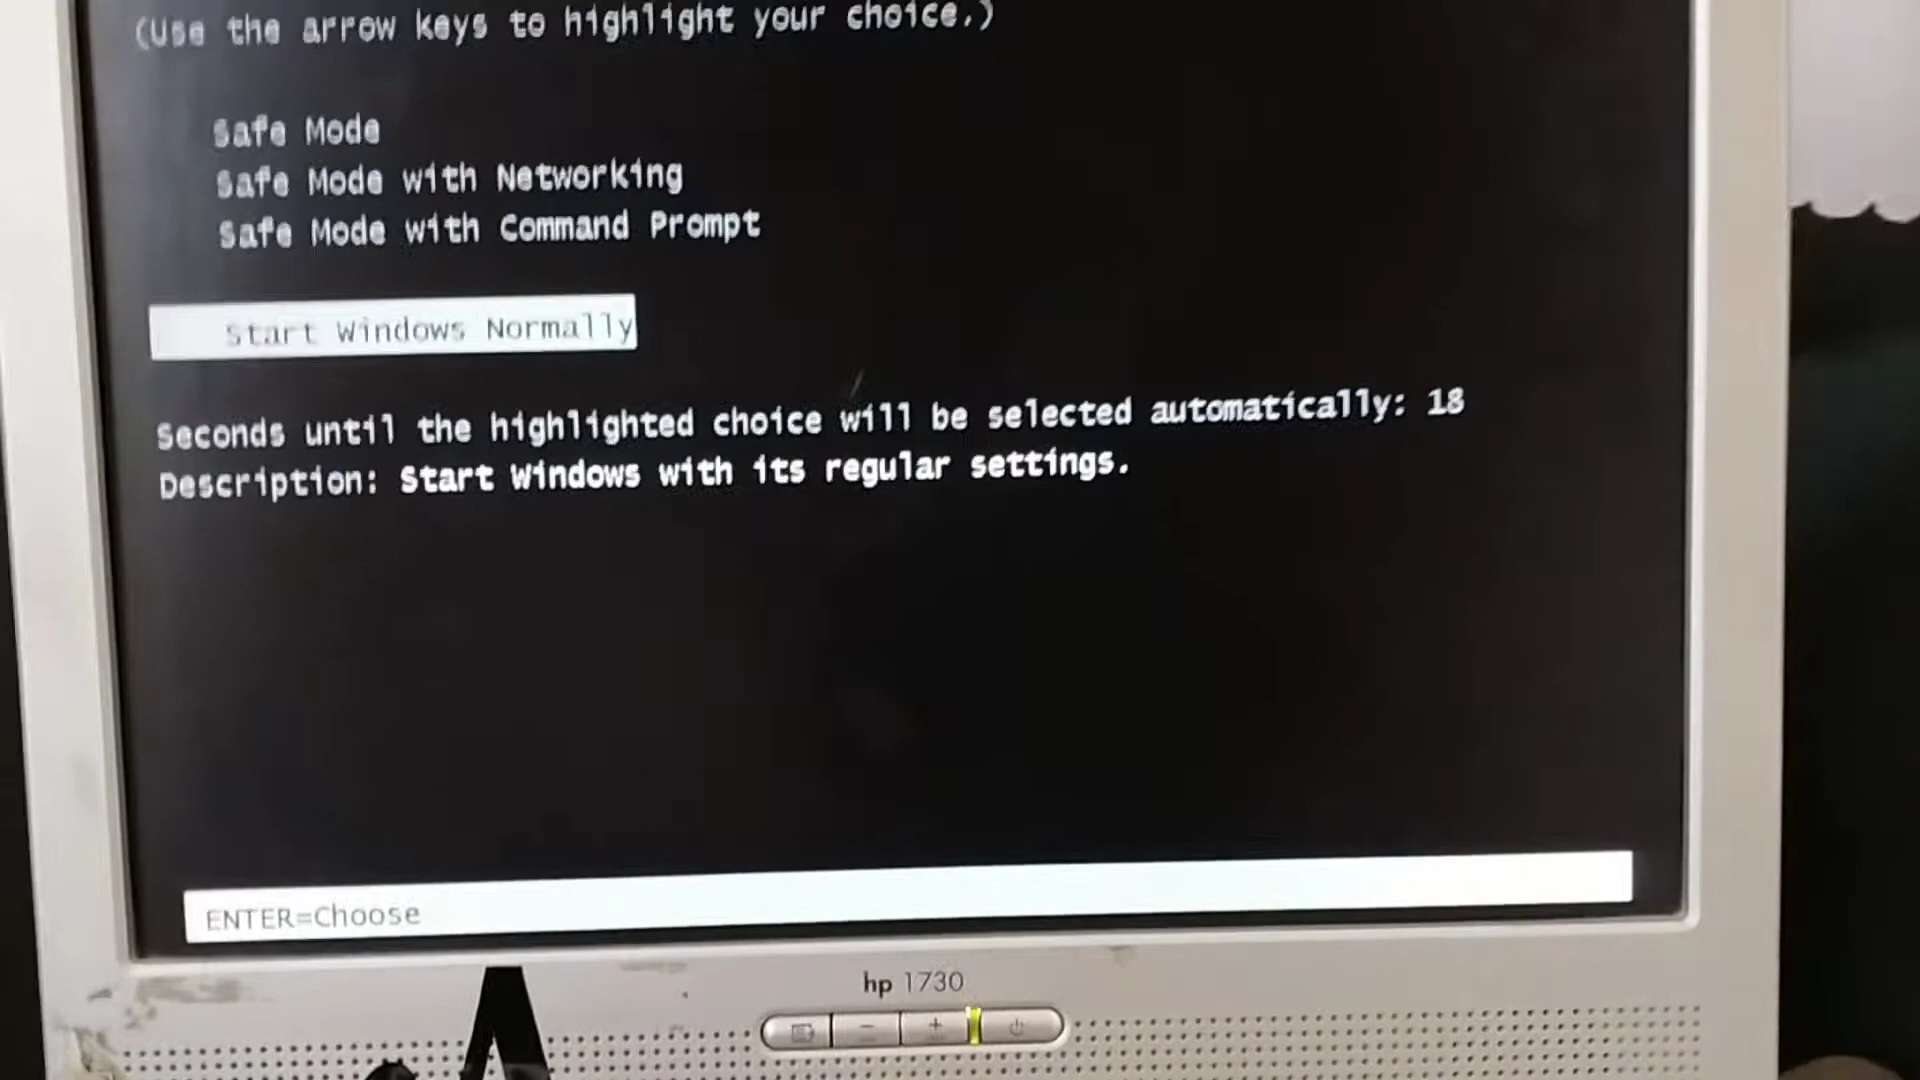 (Use the arrow keys to highlight your choice.)
Safe Mode
Safe Mode with Networking
Safe Mode with Command Prompt
Start Windows Normally
Seconds until the highlighted choice will be selected automatically: 18
Description: Start Windows with its regular settings.
ENTER=Choose
hp 1730